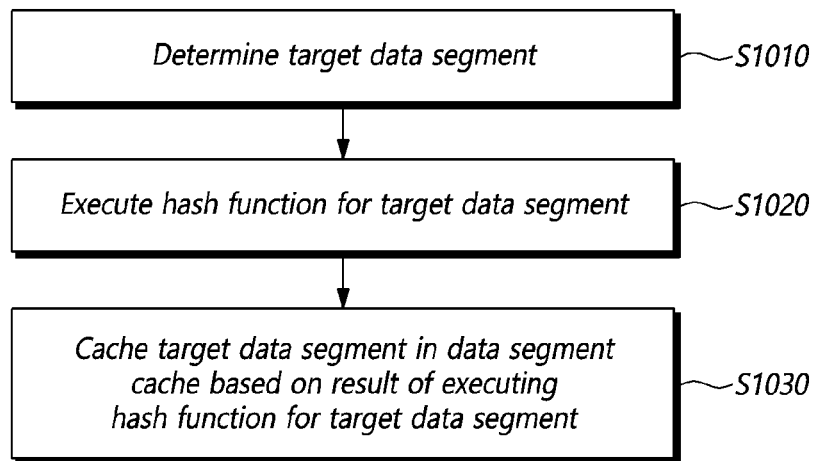 Determine target data segment
S1010
Execute hash function for target data segment
S1020
Cache target data segment in data segment
cache based on result of executing
hash function for target data segment
S1030